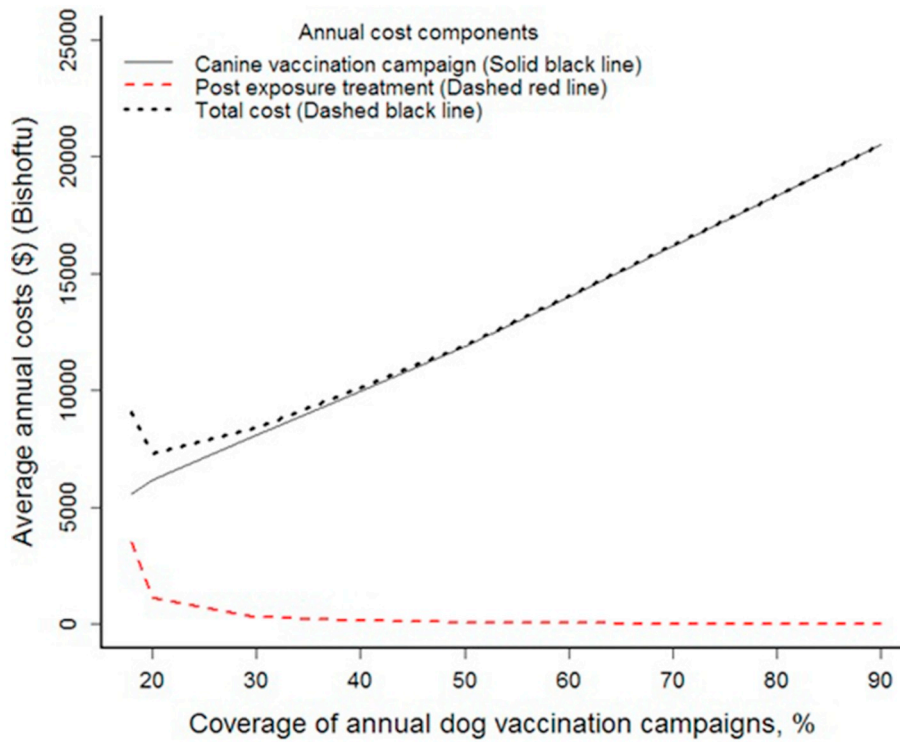 Annual cost components
Canine vaccination campaign (Solid black line)
Post exposure treatment (Dashed red line)
Total cost (Dashed black line)
Average annual costs ($) (Bishoftu)
25000
20000
15000
10000
5000
0
20 30 40 50 60 70 80 90
Coverage of annual dog vaccination campaigns, %